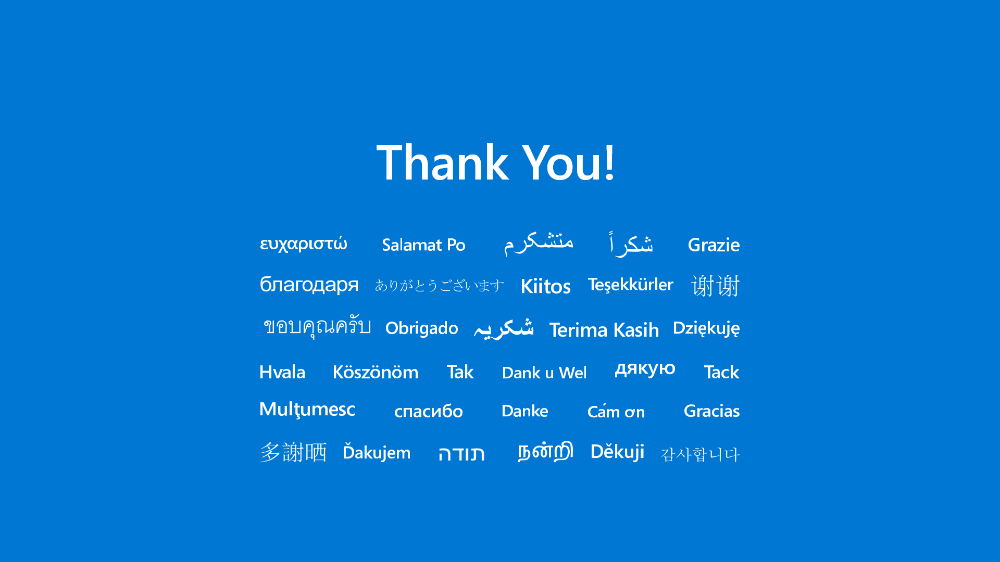 Thank You!
ευχαριστώ Salamat Po متشکرم شكراً Grazie
благодаря ありがとうございます Kiitos Teşekkürler 谢谢
ขอบคุณครับ Obrigado شکریہ Terima Kasih Dziękuję
Hvala Köszönöm Tak Dank u Wel дякую Tack
Mulţumesc спасибо Danke Cám ơn Gracias
多謝晒 Ďakujem תודה நன்றி Děkuji 감사합니다